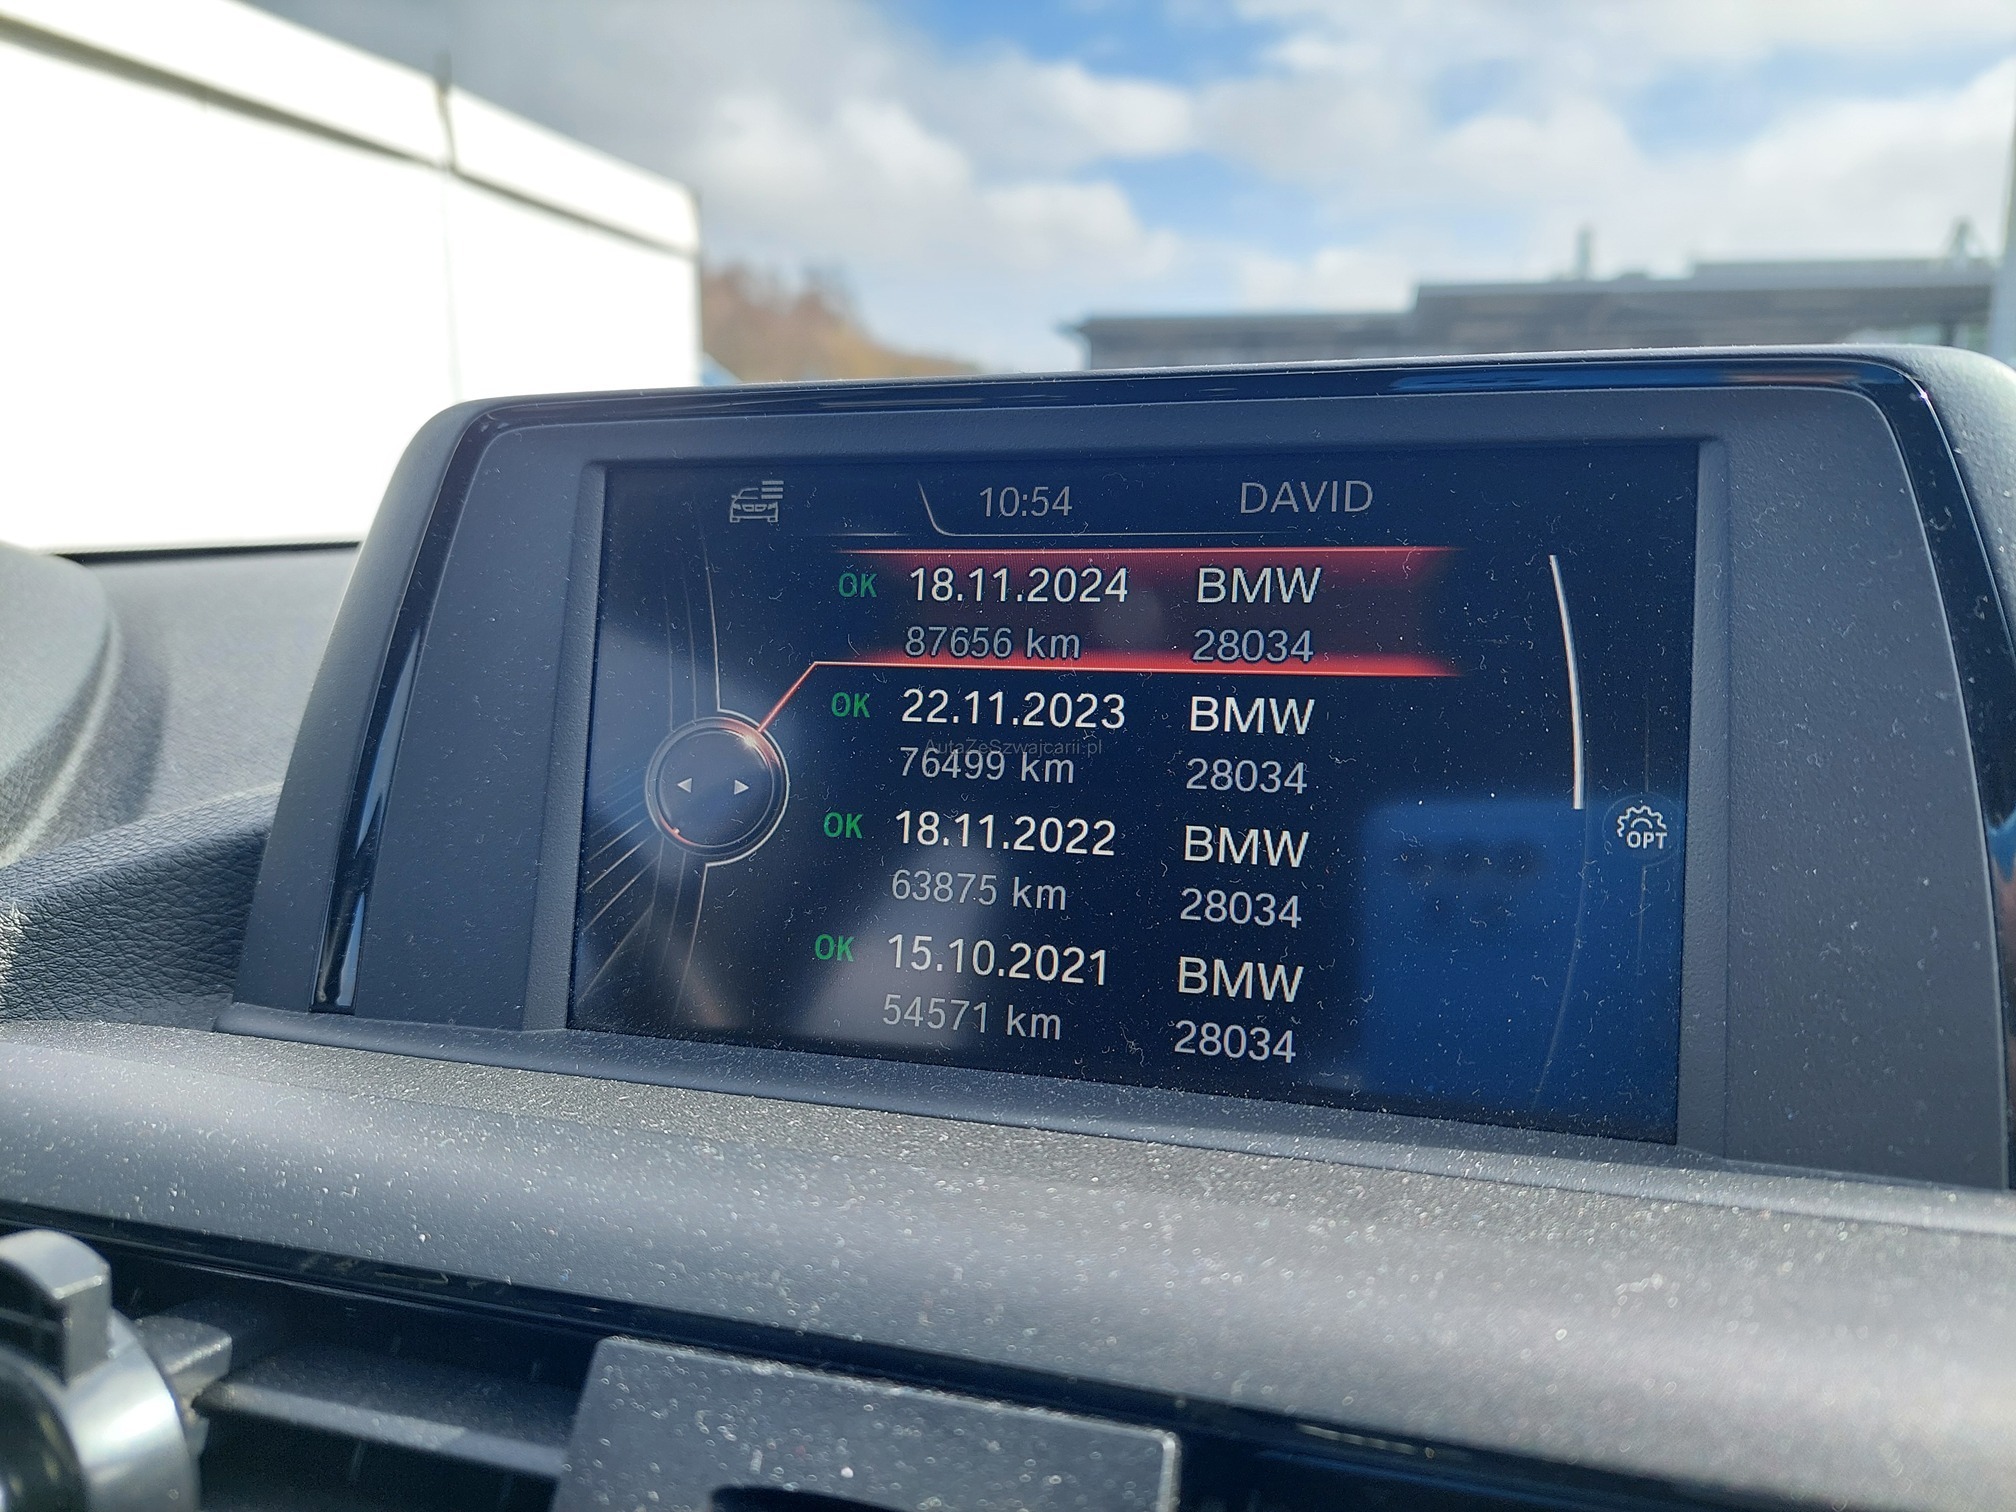 10:54 DAVID
OK 18.11.2024 BMW
87656 km 28034
OK 22.11.2023 BMW
AutaZeSzwajcarii.pl
76499 km 28034
OK 18.11.2022 BMW
OPT
63875 km 28034
OK 15.10.2021 BMW
54571 km 28034